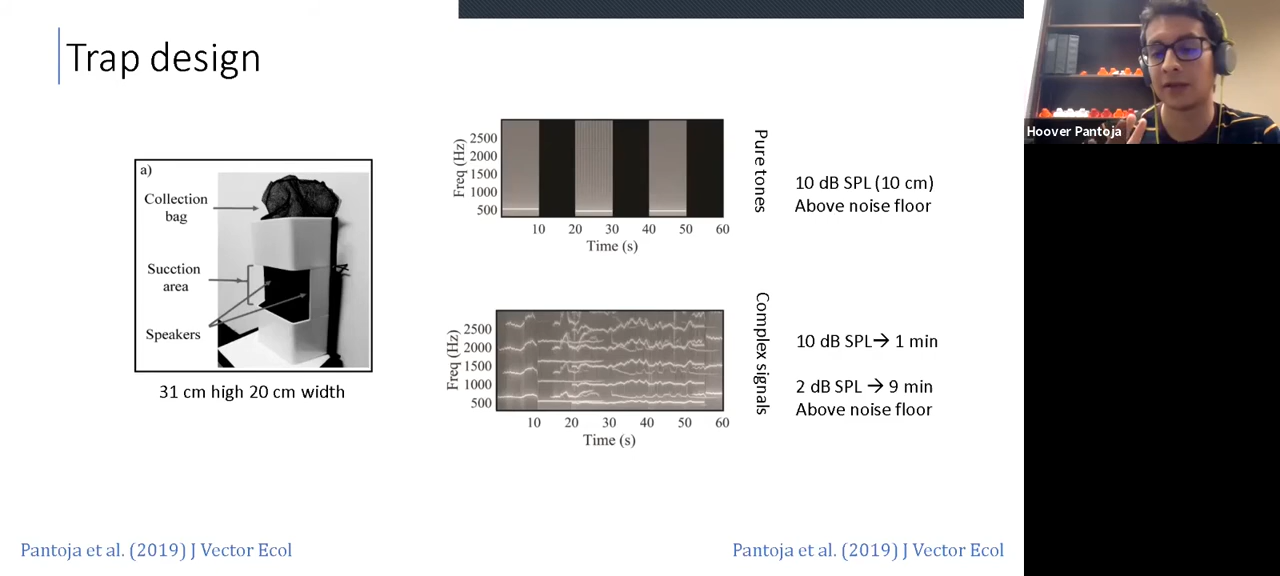 Trap design
a)
Collection
bag
Sucction
area
Speakers
31 cm high 20 cm width
Freq (Hz)
2500
2000
1500
1000
500
10 20 30 40 50 60
Time (s)
Pure tones
10 dB SPL (10 cm)
Above noise floor
Freq (Hz)
2500
2000
1500
1000
500
10 20 30 40 50 60
Time (s)
Complex signals
10 dB SPL→ 1 min
2 dB SPL → 9 min
Above noise floor
Pantoja et al. (2019) J Vector Ecol
Pantoja et al. (2019) J Vector Ecol
Hoover Pantoja